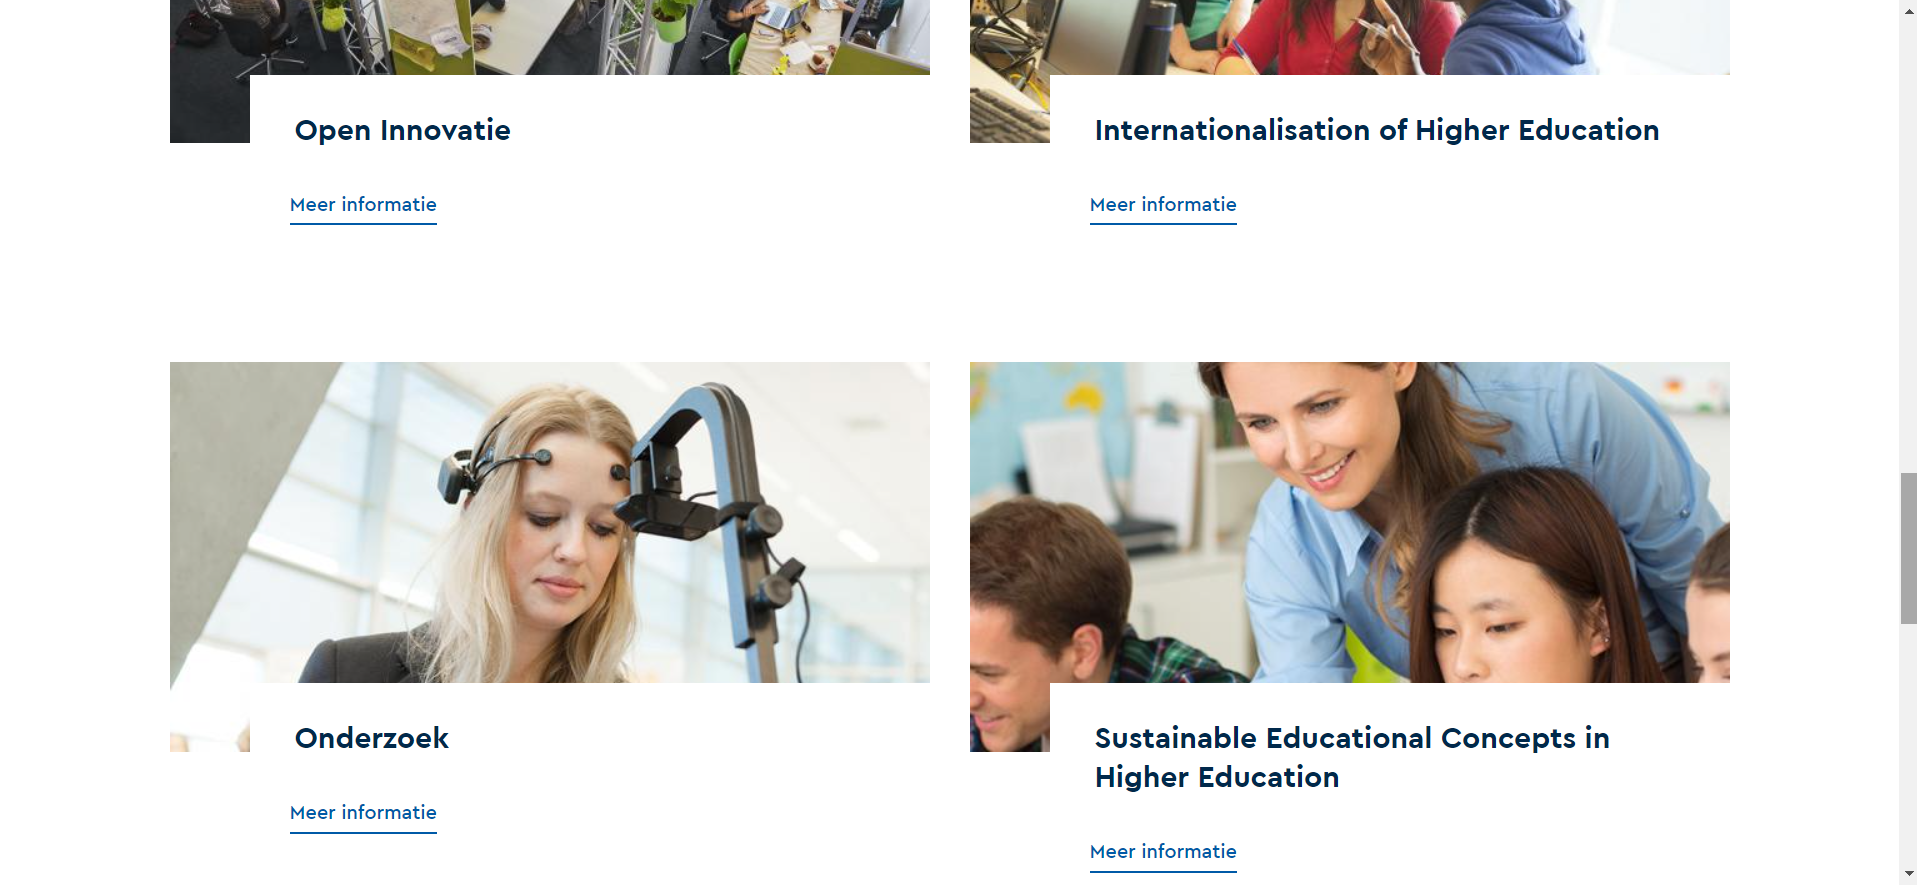 Open Innovatie
Internationalisation of Higher Education
Meer informatie
Meer informatie
Onderzoek
Sustainable Educational Concepts in
Higher Education
Meer informatie
Meer informatie